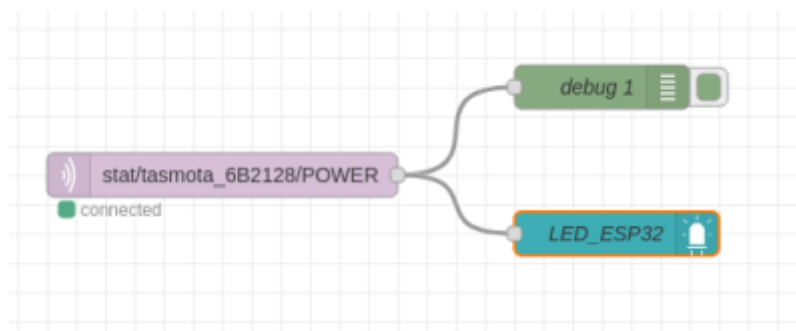 debug 1
stat/tasmota_6B2128/POWER
connected
LED_ESP32